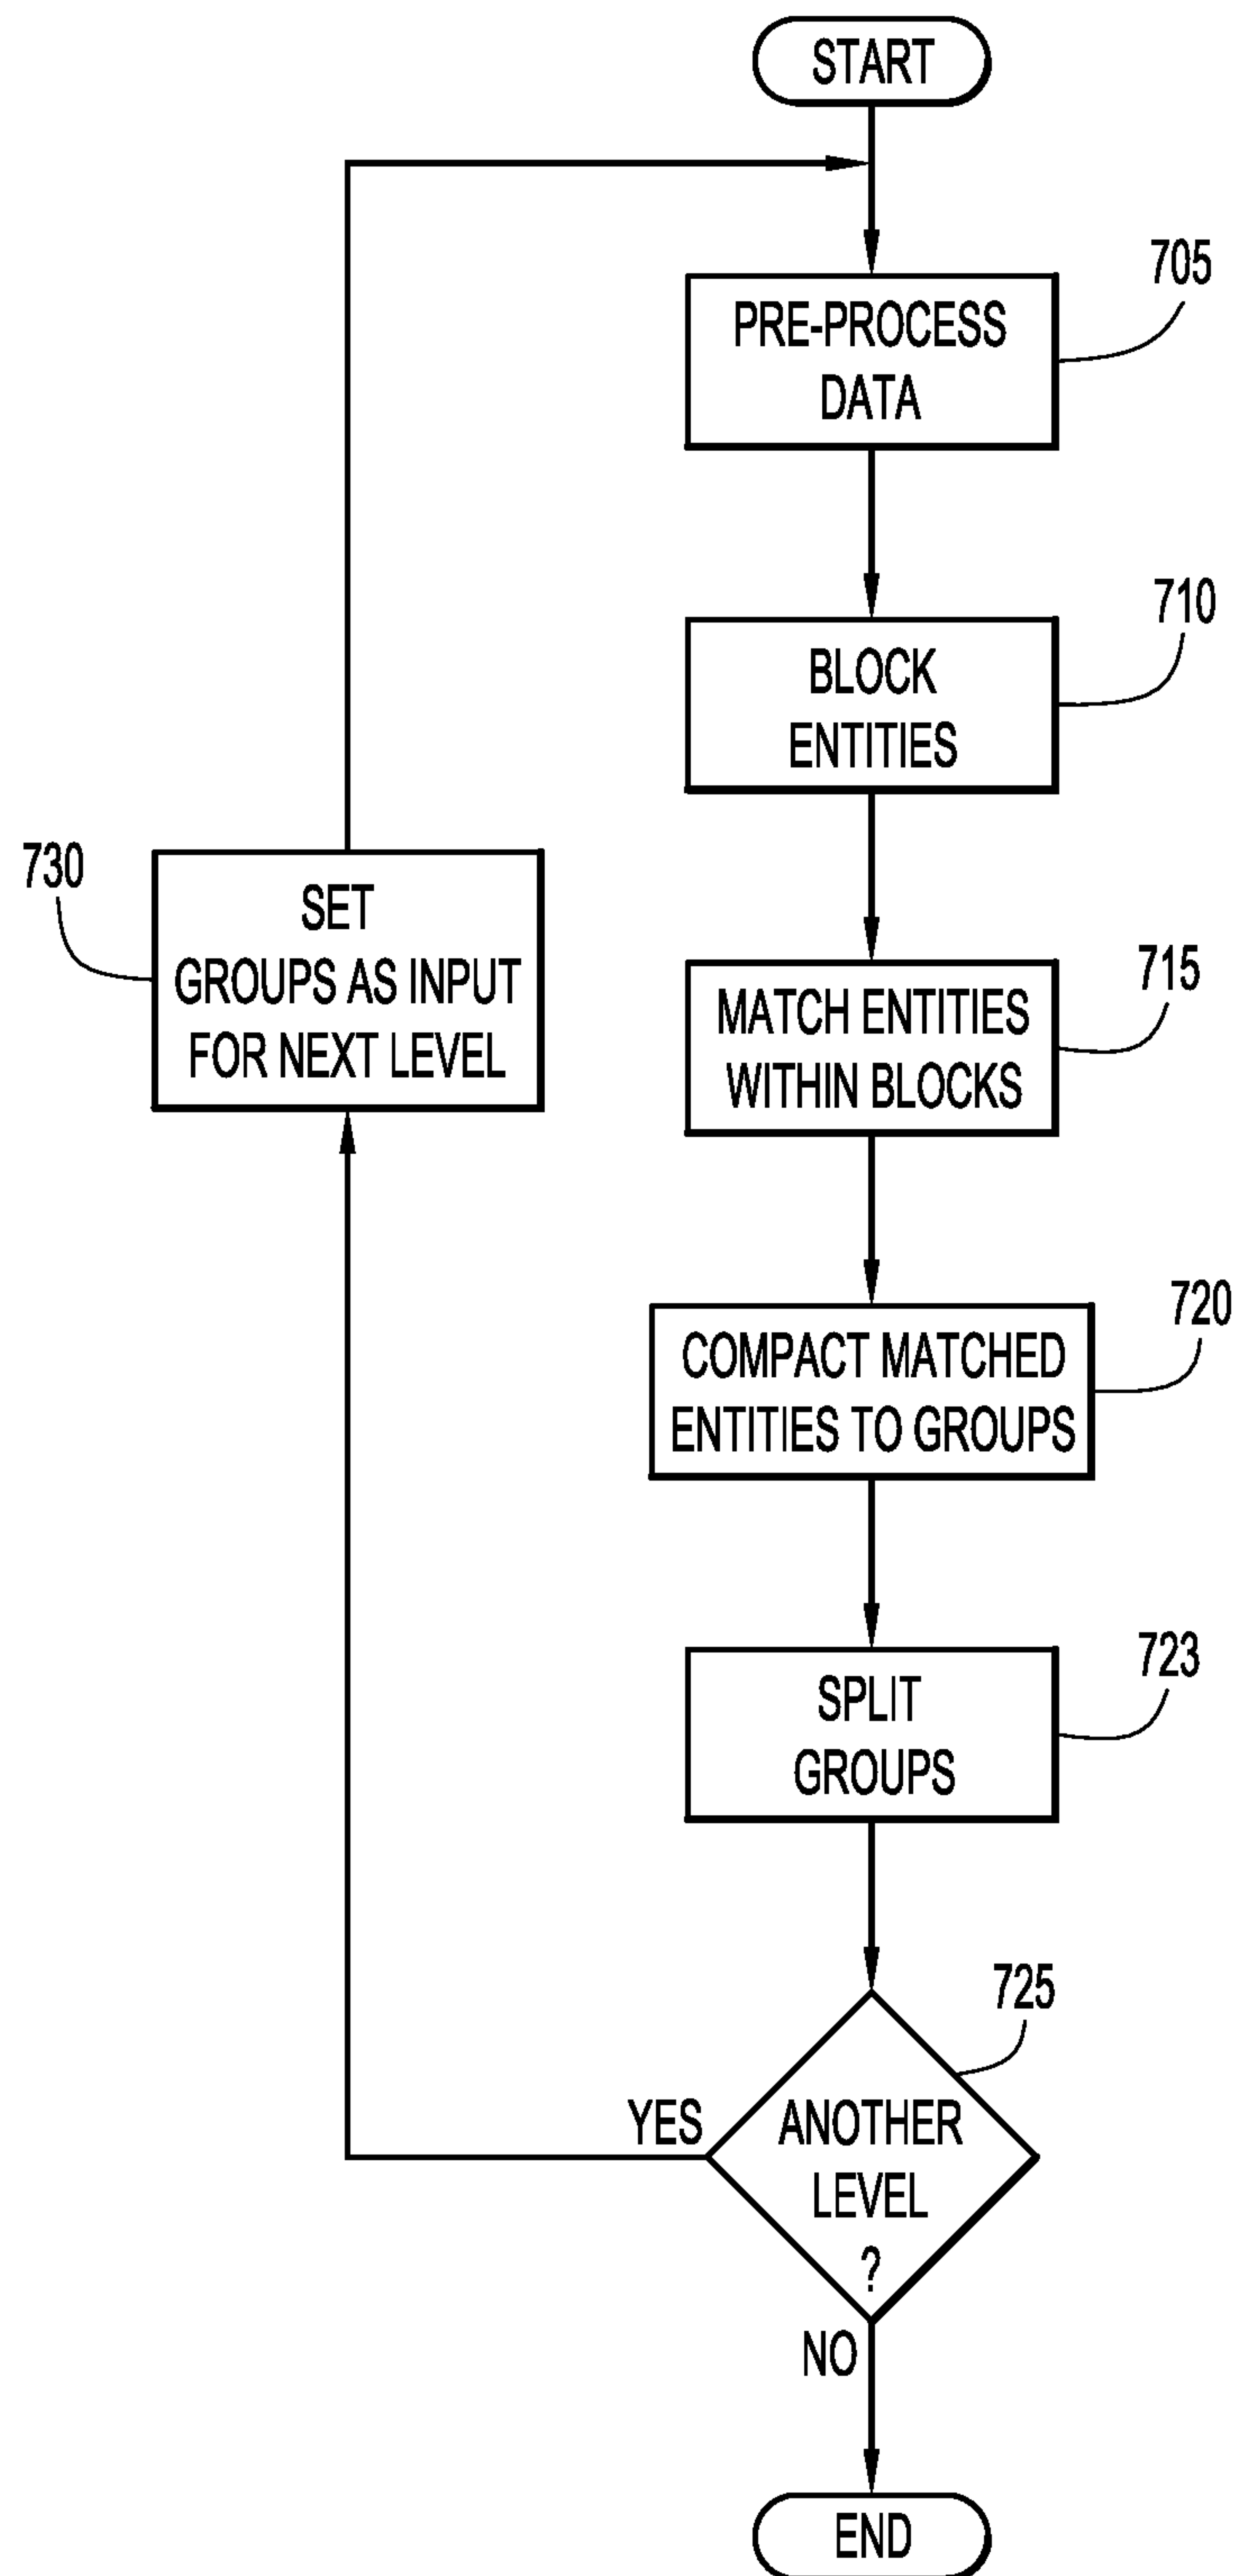 START
705
PRE-PROCESS
DATA
710
BLOCK
ENTITIES
730
SET
GROUPS AS INPUT
FOR NEXT LEVEL
715
MATCH ENTITIES
WITHIN BLOCKS
720
COMPACT MATCHED
ENTITIES TO GROUPS
723
SPLIT
GROUPS
725
YES
ANOTHER
LEVEL
?
NO
END